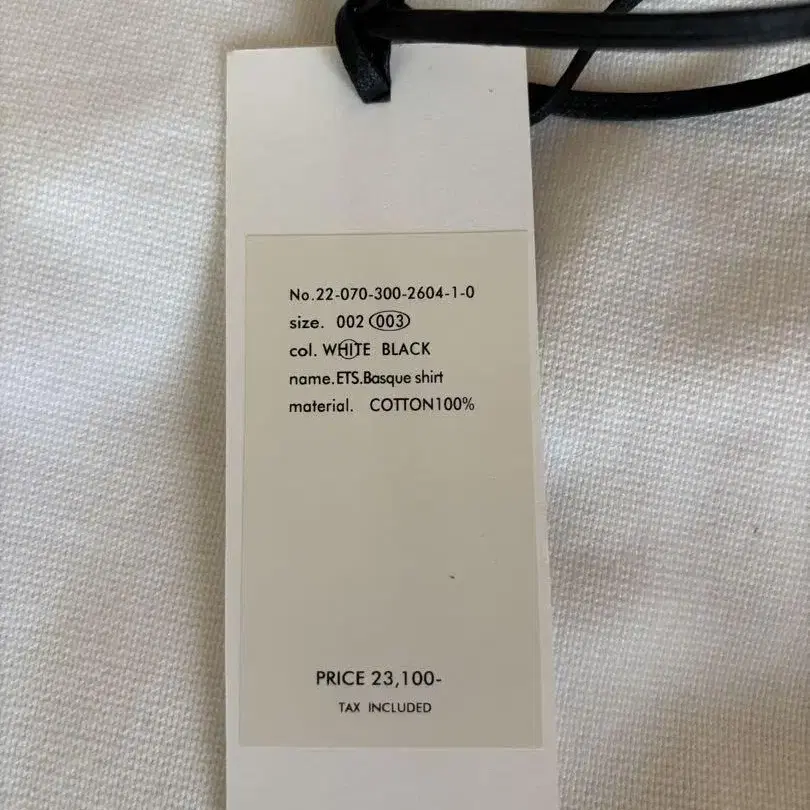 No.22-070-300-2604-1-0
size. 002 003
col. WHITE BLACK
name.ETS.Basque shirt
material. COTTON100%
PRICE 23,100-
TAX INCLUDED